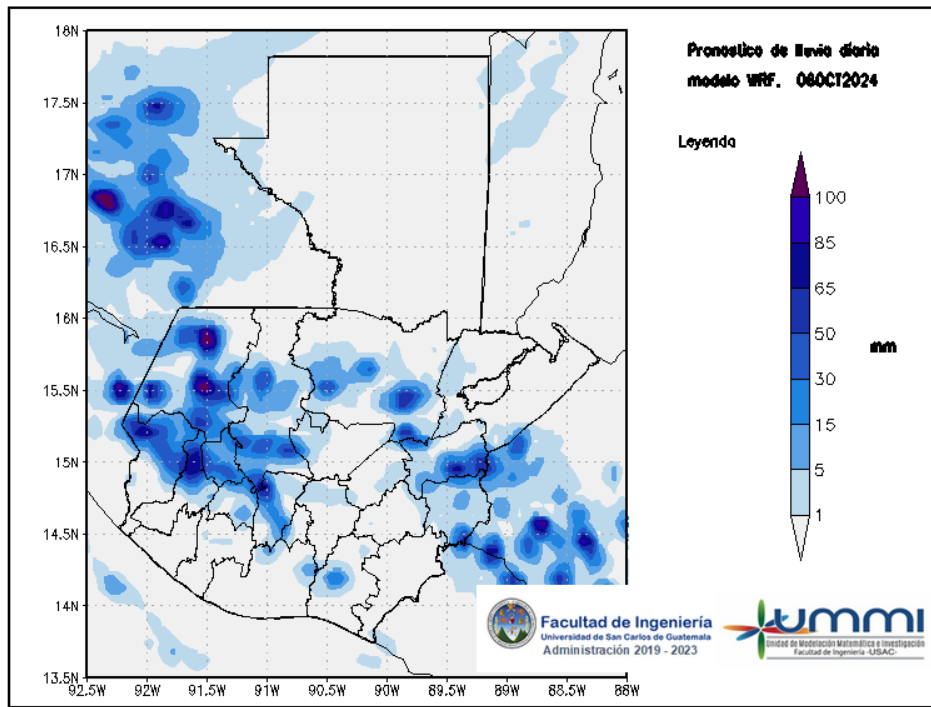 18N
17.5N
17N
16.5N
16N
15.5N
15N
14.5N
14N
13.5N
92.5W
92W
91.5W
91W
90.5W
90W
89.5W
89W
88.5W
88W
Pronostico de lluvia diaria
modelo WRF. 06OCT2024
Leyenda
100
85
65
50
30
15
5
1
mm
Facultad de Ingeniería
Universidad de San Carlos de Guatemala
Administración 2019 - 2023
UMMI
Unidad de Modelación Matemática e Investigación
Facultad de Ingeniería -USAC-